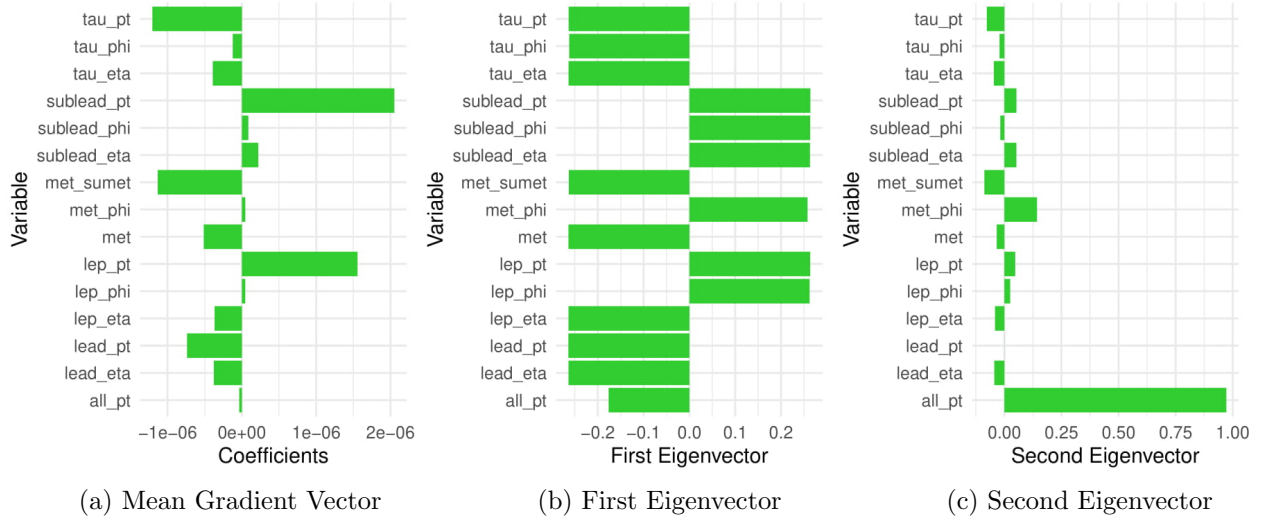 Variable
tau_pt
tau_phi
tau_eta
sublead_pt
sublead_phi
sublead_eta
met_sumet
met_phi
met
lep_pt
lep_phi
lep_eta
lead_pt
lead_eta
all_pt
−1e−06 0e+00 1e−06 2e−06
Coefficients
(a) Mean Gradient Vector
Variable
tau_pt
tau_phi
tau_eta
sublead_pt
sublead_phi
sublead_eta
met_sumet
met_phi
met
lep_pt
lep_phi
lep_eta
lead_pt
lead_eta
all_pt
−0.2 −0.1 0.0 0.1 0.2
First Eigenvector
(b) First Eigenvector
Variable
tau_pt
tau_phi
tau_eta
sublead_pt
sublead_phi
sublead_eta
met_sumet
met_phi
met
lep_pt
lep_phi
lep_eta
lead_pt
lead_eta
all_pt
0.00 0.25 0.50 0.75 1.00
Second Eigenvector
(c) Second Eigenvector